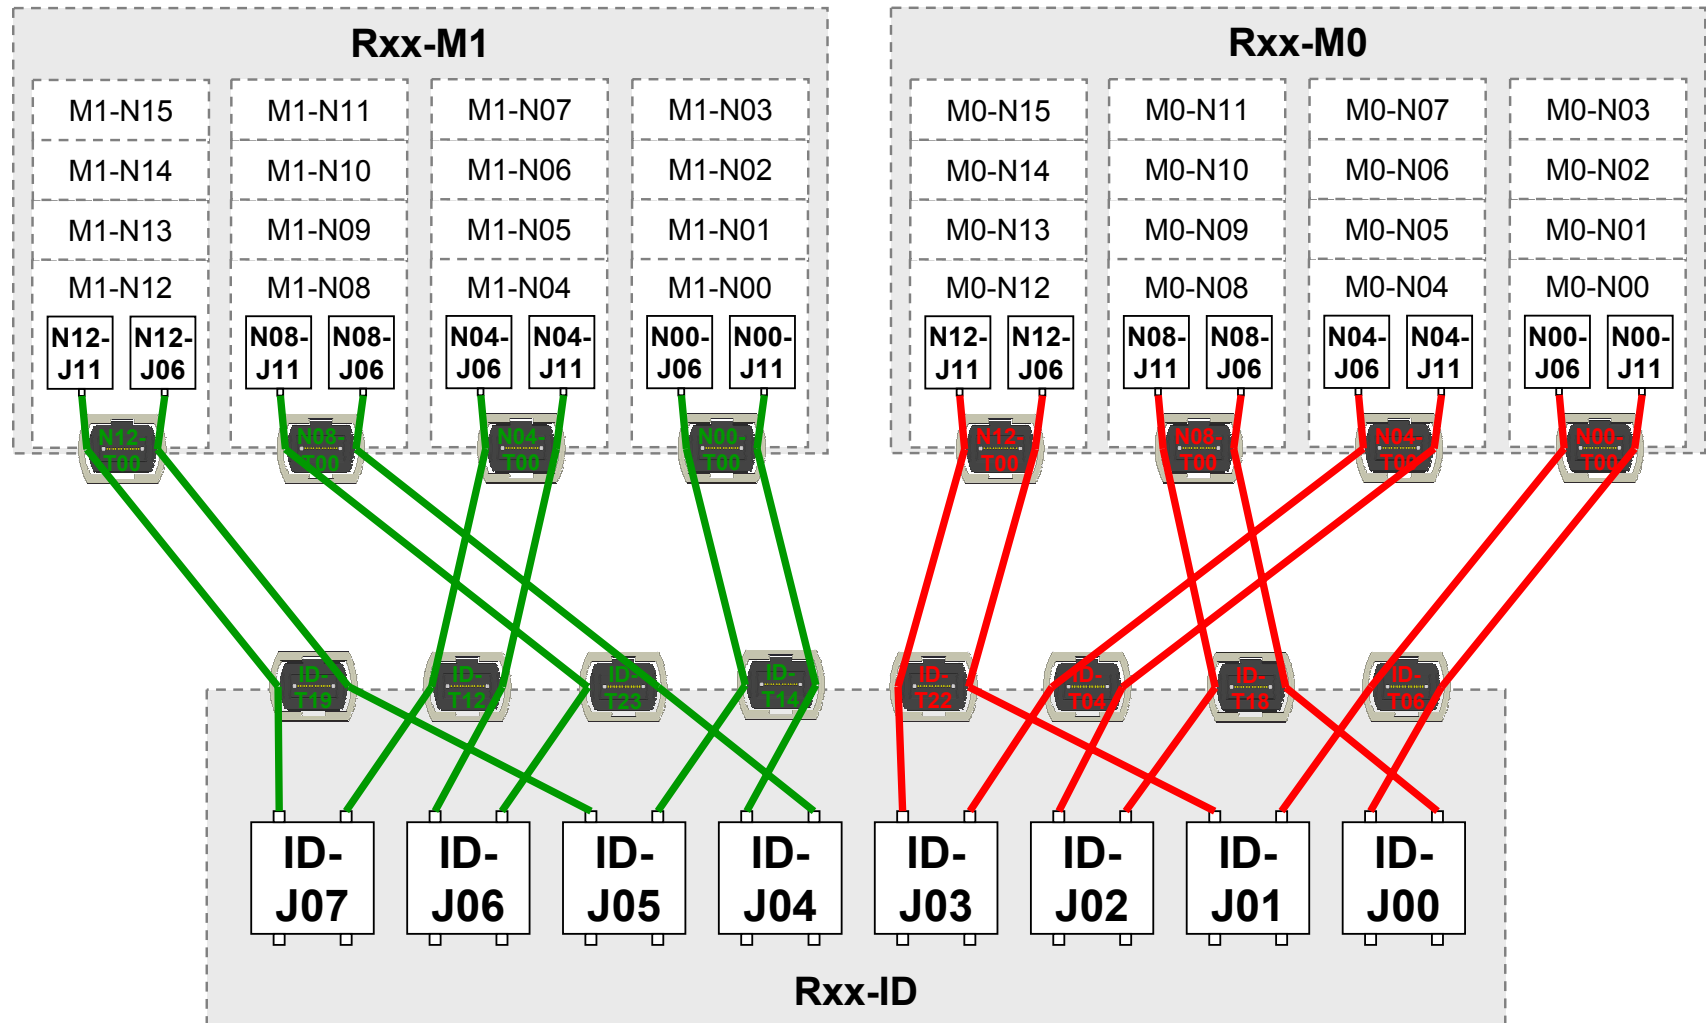 Rxx-M1
Rxx-M0
M1-N15 M1-N11 M1-N07 M1-N03
M0-N15 M0-N11 M0-N07 M0-N03
M1-N14 M1-N10 M1-N06 M1-N02
M0-N14 M0-N10 M0-N06 M0-N02
M1-N13 M1-N09 M1-N05 M1-N01
M0-N13 M0-N09 M0-N05 M0-N01
M1-N12 M1-N08 M1-N04 M1-N00
M0-N12 M0-N08 M0-N04 M0-N00
N12- N12- N08- N08- N04- N04- N00- N00-
J11 J06 J11 J06 J06 J11 J06 J11
N12- N12- N08- N08- N04- N04- N00- N00-
J11 J06 J11 J06 J06 J11 J06 J11
N12- N08- N04- N00-
T00 T00 T00 T00
N12- N08- N04- N00-
T00 T00 T00 T00
ID- ID- ID- ID- ID- ID- ID- ID-
T19 T12 T23 T14 T22 T04 T18 T06
ID- ID- ID- ID- ID- ID- ID- ID-
J07 J06 J05 J04 J03 J02 J01 J00
Rxx-ID